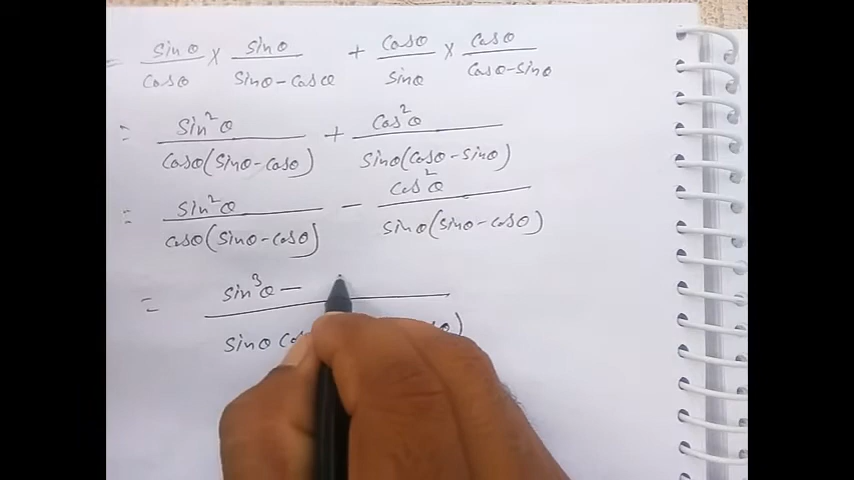 = sinθ/cosθ × sinθ/(sinθ-cosθ) + cosθ/sinθ × cosθ/(cosθ-sinθ)
= sin²θ/(cosθ(sinθ-cosθ)) + cos²θ/(sinθ(cosθ-sinθ))
= sin²θ/(cosθ(sinθ-cosθ)) - cos²θ/(sinθ(sinθ-cosθ))
= sin³θ -
sinθ